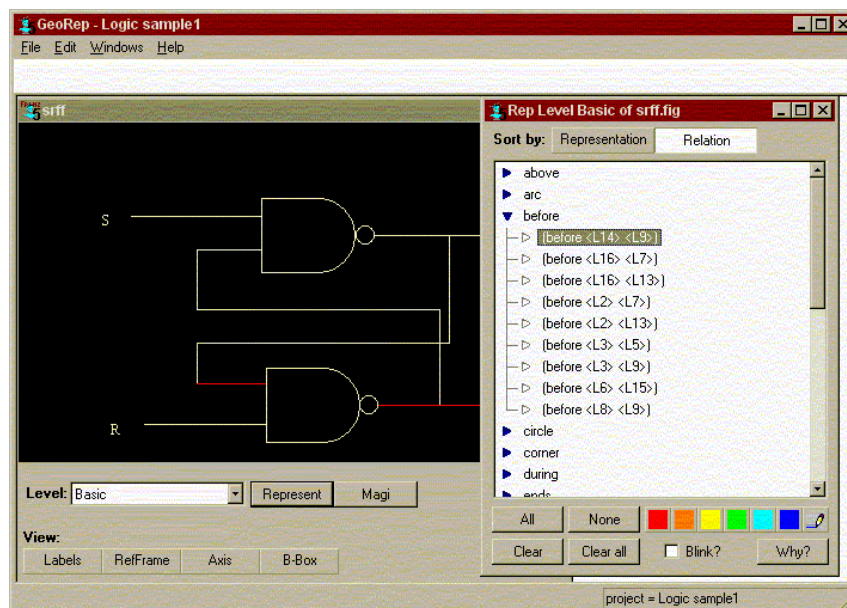 GeoRep - Logic sample1
File Edit Windows Help
srff
Rep Level Basic of srff.fig
Sort by: Representation Relation
above
arc
before
(before <L14> <L9>)
(before <L16> <L7>)
(before <L16> <L13>)
(before <L2> <L7>)
(before <L2> <L13>)
(before <L3> <L5>)
(before <L3> <L9>)
(before <L6> <L15>)
(before <L8> <L9>)
circle
corner
during
ends
S
R
Level: Basic Represent Magi
View:
Labels RefFrame Axis B-Box
All None
Clear Clear all Blink? Why?
project = Logic sample1